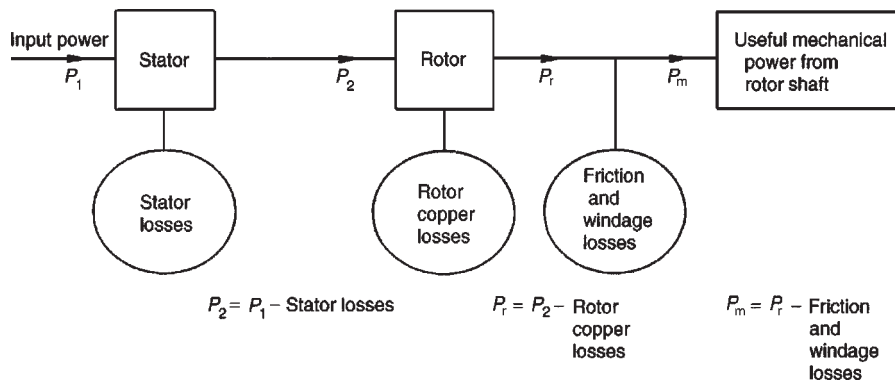 Input power
P1
Stator
P2
Rotor
Pr
Pm
Useful mechanical
power from
rotor shaft
Stator
losses
Rotor
copper
losses
Friction
and
windage
losses
P2 = P1 – Stator losses
Pr = P2 – Rotor
copper
losses
Pm = Pr – Friction
and
windage
losses